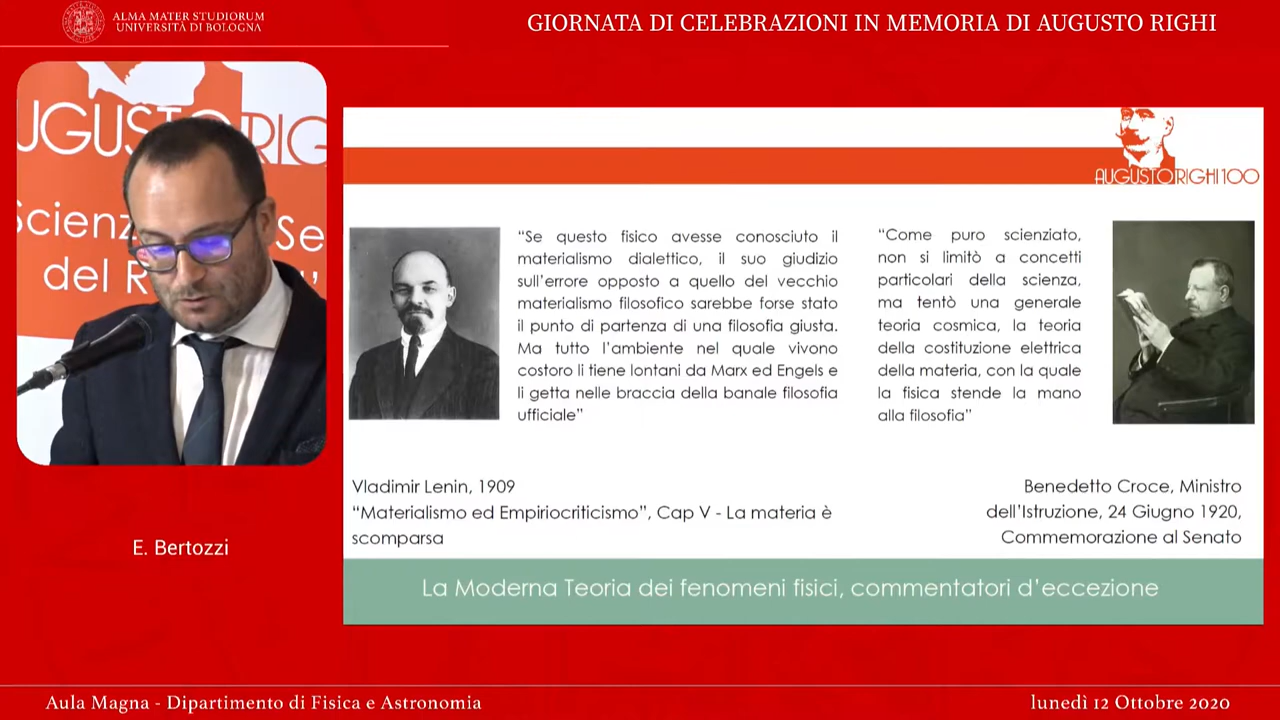 ALMA MATER STUDIORUM
UNIVERSITÀ DI BOLOGNA
GIORNATA DI CELEBRAZIONI IN MEMORIA DI AUGUSTO RIGHI
AUGUSTO RIGHI 100
“Se questo fisico avesse conosciuto il
materialismo dialettico, il suo giudizio
sull’errore opposto a quello del vecchio
materialismo filosofico sarebbe forse stato
il punto di partenza di una filosofia giusta.
Ma tutto l’ambiente nel quale vivono
costoro li tiene lontani da Marx ed Engels e
li getta nelle braccia della banale filosofia
ufficiale”
“Come puro scienziato,
non si limitò a concetti
particolari della scienza,
ma tentò una generale
teoria cosmica, la teoria
della costituzione elettrica
della materia, con la quale
la fisica stende la mano
alla filosofia”
Vladimir Lenin, 1909
“Materialismo ed Empiriocriticismo”, Cap V - La materia è
scomparsa
Benedetto Croce, Ministro
dell’Istruzione, 24 Giugno 1920,
Commemorazione al Senato
La Moderna Teoria dei fenomeni fisici, commentatori d’eccezione
E. Bertozzi
Aula Magna - Dipartimento di Fisica e Astronomia
lunedì 12 Ottobre 2020